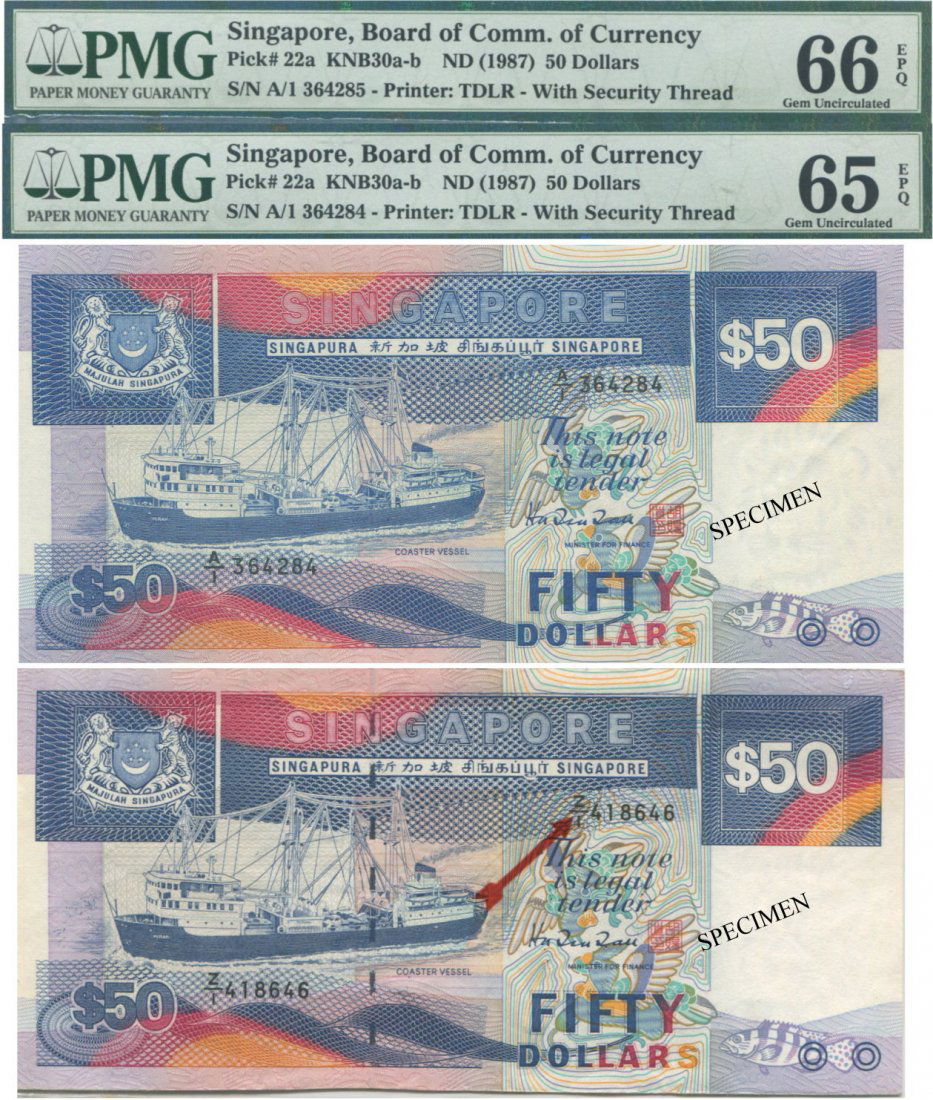 PMG
PAPER MONEY GUARANTY
Singapore, Board of Comm. of Currency
Pick# 22a KNB30a-b ND (1987) 50 Dollars
S/N A/1 364285 - Printer: TDLR - With Security Thread
66
EPQ
Gem Uncirculated
PMG
PAPER MONEY GUARANTY
Singapore, Board of Comm. of Currency
Pick# 22a KNB30a-b ND (1987) 50 Dollars
S/N A/1 364284 - Printer: TDLR - With Security Thread
65
EPQ
Gem Uncirculated
SINGAPORE
SINGAPURA 新加坡 சிங்கப்பூர் SINGAPORE
MAJULAH SINGAPURA
$50
A/1 364284
This note
is legal
tender
MINISTER FOR FINANCE
SPECIMEN
COASTER VESSEL
A/1 364284
$50
FIFTY
DOLLARS
SINGAPORE
SINGAPURA 新加坡 சிங்கப்பூர் SINGAPORE
MAJULAH SINGAPURA
$50
Z/1 418646
This note
is legal
tender
MINISTER FOR FINANCE
SPECIMEN
COASTER VESSEL
Z/1 418646
$50
FIFTY
DOLLARS